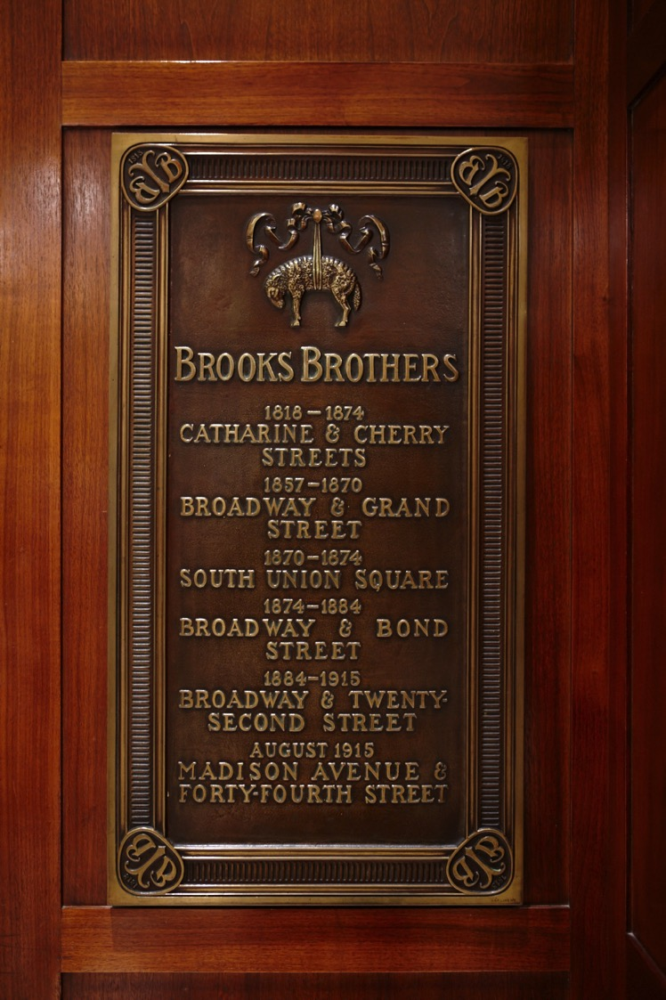 BROOKS BROTHERS
1818 – 1874
CATHARINE & CHERRY
STREETS
1857–1870
BROADWAY & GRAND
STREET
1870–1874
SOUTH UNION SQUARE
1874–1884
BROADWAY & BOND
STREET
1884–1915
BROADWAY & TWENTY-
SECOND STREET
AUGUST 1915
MADISON AVENUE &
FORTY-FOURTH STREET